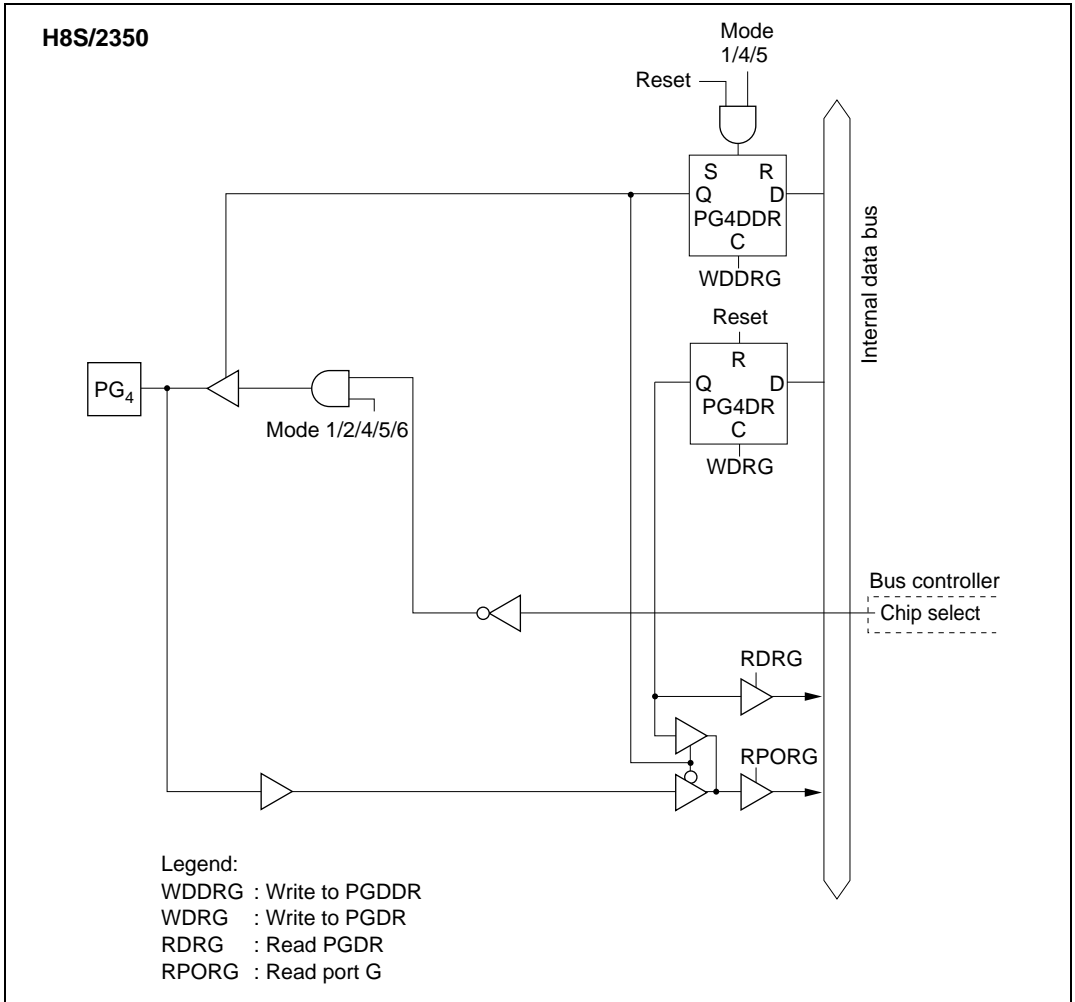 H8S/2350
Mode
1/4/5
Reset
S R
Q D
PG4DDR
C
WDDRG
Reset
R
Q D
PG4DR
C
WDRG
Internal data bus
PG4
Mode 1/2/4/5/6
Bus controller
Chip select
RDRG
RPORG
Legend:
WDDRG : Write to PGDDR
WDRG : Write to PGDR
RDRG : Read PGDR
RPORG : Read port G